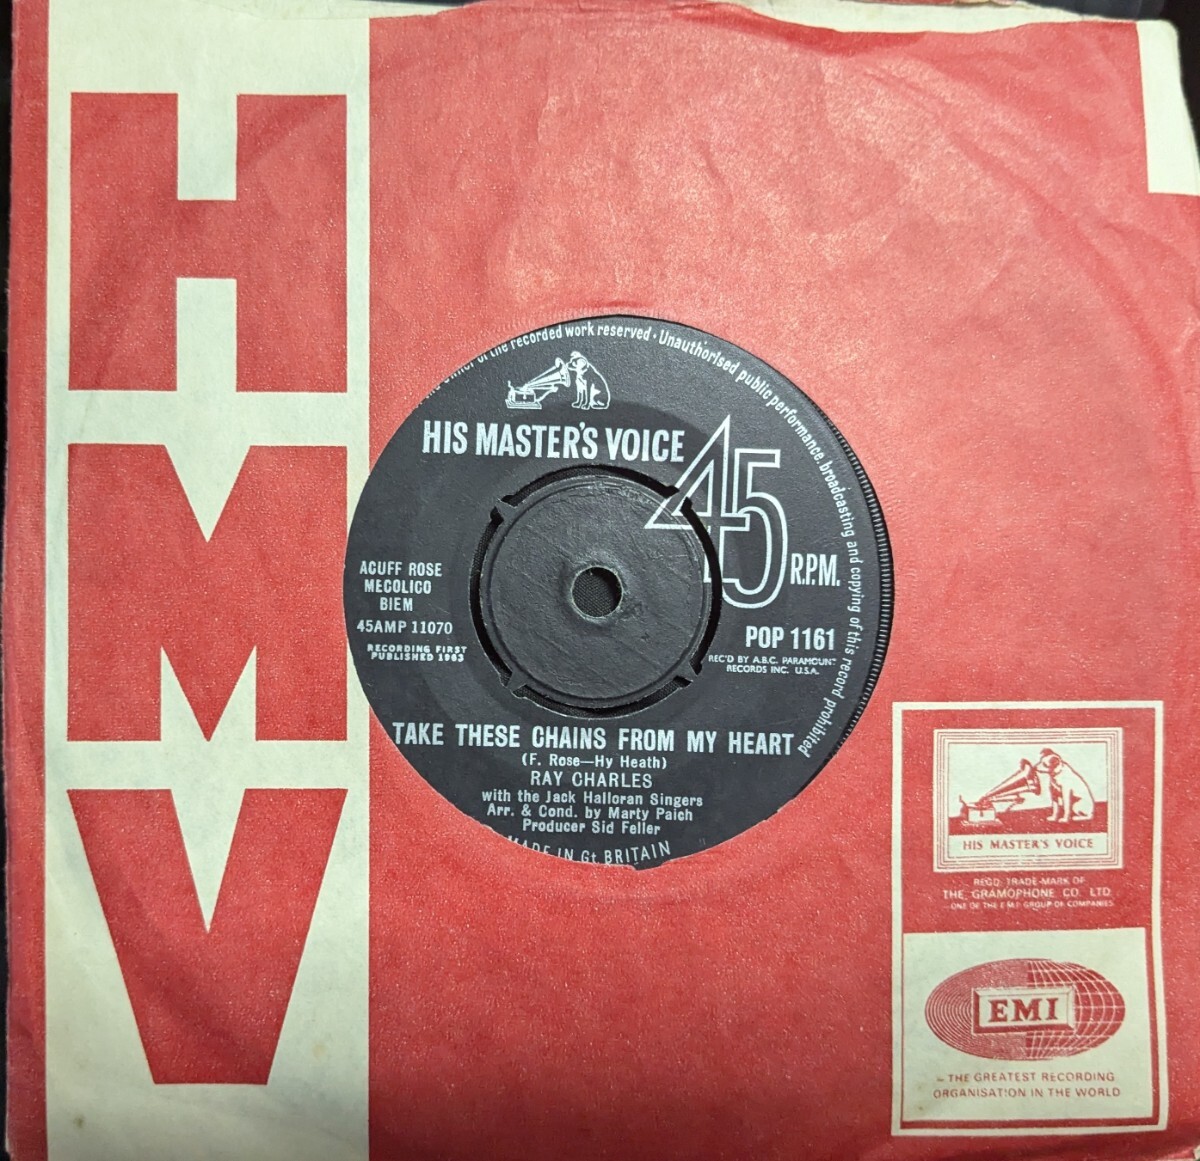 HMV
owner of the recorded work reserved · Unauthorised public performance, broadcasting and copying of this record prohibited
HIS MASTER'S VOICE
45 R.P.M.
ACUFF ROSE
MECOLICO
BIEM
45AMP 11070
RECORDING FIRST
PUBLISHED 1963
POP 1161
REC'D BY A.B.C. PARAMOUNT
RECORDS INC. U.S.A.
TAKE THESE CHAINS FROM MY HEART
(F. Rose—Hy Heath)
RAY CHARLES
with the Jack Halloran Singers
Arr. & Cond. by Marty Paich
Producer Sid Feller
MADE IN Gt BRITAIN
HIS MASTER'S VOICE
REGD. TRADE-MARK OF
THE GRAMOPHONE CO. LTD
—ONE OF THE E.M.I. GROUP OF COMPANIES
EMI
—THE GREATEST RECORDING
ORGANISATION IN THE WORLD